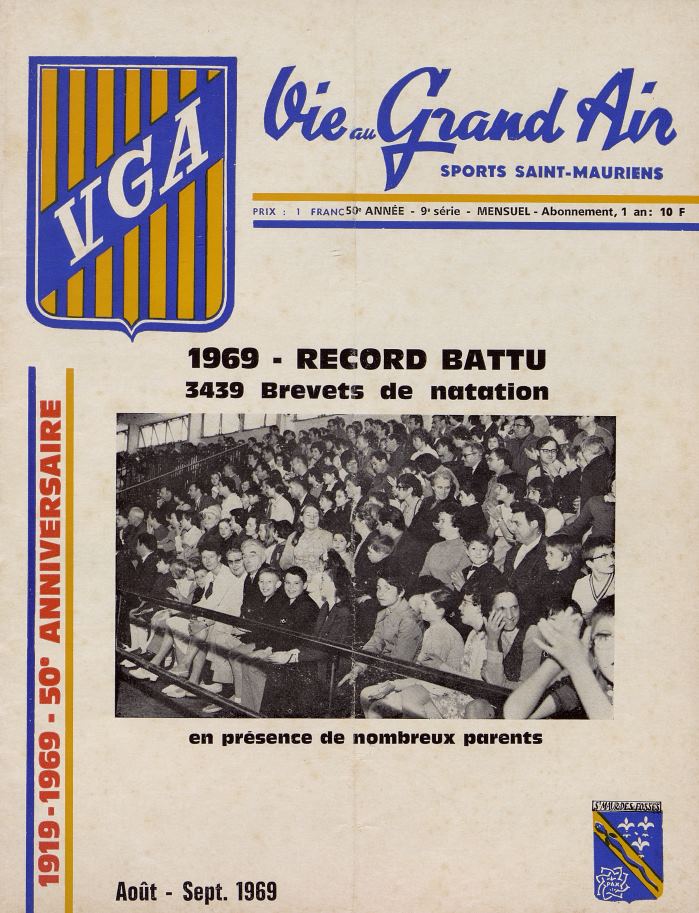 VGA
Vie au Grand Air
SPORTS SAINT-MAURIENS
PRIX : 1 FRANC 50e ANNÉE - 9e série - MENSUEL - Abonnement, 1 an : 10 F
1969 - RECORD BATTU
3439 Brevets de natation
1919-1969 - 50e ANNIVERSAIRE
en présence de nombreux parents
St MAUR DES FOSSÉS
PAX
Août - Sept. 1969